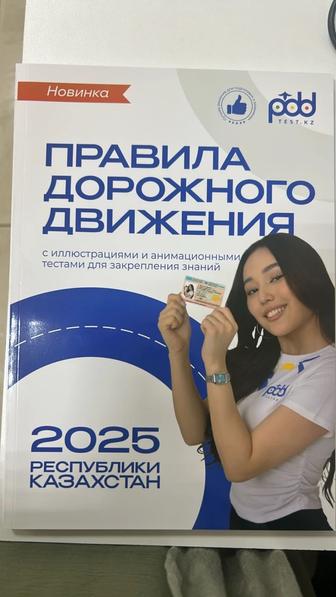 Новинка
pdd
TEST.KZ
ПРАВИЛА
ДОРОЖНОГО
ДВИЖЕНИЯ
с иллюстрациями и анимационными
тестами для закрепления знаний
pdd
2025
РЕСПУБЛИКИ
КАЗАХСТАН